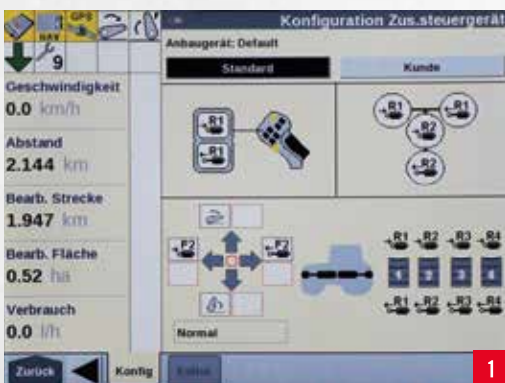 GPS
NAV
9
Konfiguration Zus.steuergerät
Anbaugerät: Default
Standard
Kunde
Geschwindigkeit
0.0 km/h
Abstand
2.144 km
Bearb. Strecke
1.947 km
Bearb. Fläche
0.52 ha
Verbrauch
0.0 l/h
R1
R1
R1
R1
R2
R2
F2
F2
R1 R2 R3 R4
1 2 3 4
R1 R2 R3 R4
Normal
Zurück
Konfig
1